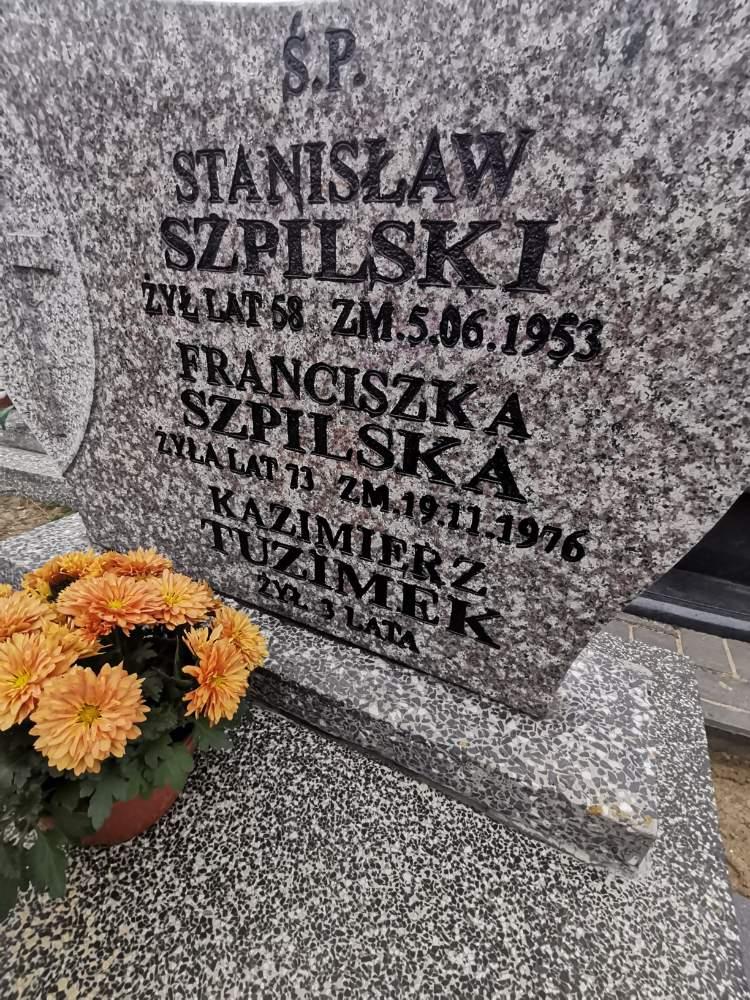 Ś.P.
STANISŁAW
SZPILSKI
ŻYŁ LAT 58 ZM.5.06.1953
FRANCISZKA
SZPILSKA
ŻYŁA LAT 73 ZM.19.11.1976
KAZIMIERZ
TUZIMEK
ŻYŁ 3 LATA